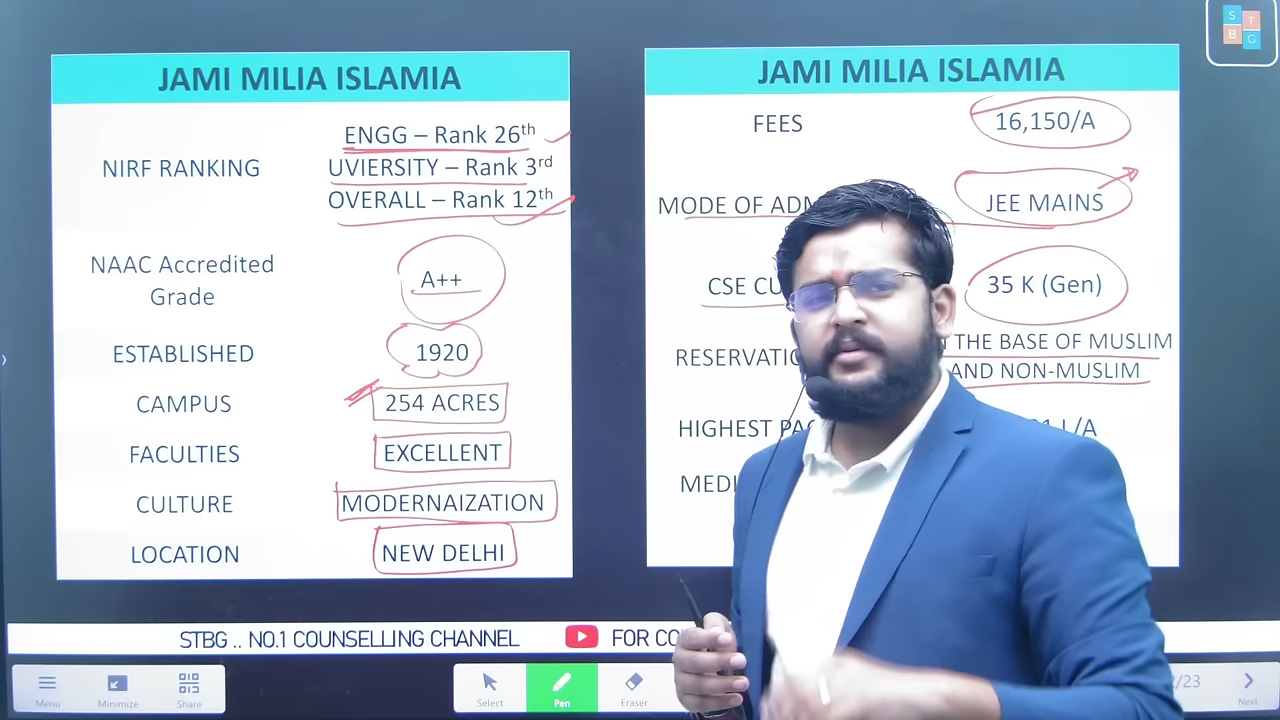 S T
B G
JAMI MILIA ISLAMIA
NIRF RANKING
ENGG – Rank 26th
UVIERSITY – Rank 3rd
OVERALL – Rank 12th
NAAC Accredited
Grade
A++
ESTABLISHED 1920
CAMPUS 254 ACRES
FACULTIES EXCELLENT
CULTURE MODERNAIZATION
LOCATION NEW DELHI
JAMI MILIA ISLAMIA
FEES 16,150/A
MODE OF ADM JEE MAINS
CSE CU 35 K (Gen)
RESERVATIO
THE BASE OF MUSLIM
AND NON-MUSLIM
HIGHEST PAC L/A
MEDI
STBG .. NO.1 COUNSELLING CHANNEL FOR CO
Menu Minimize Share Select Pen Eraser /23 Next